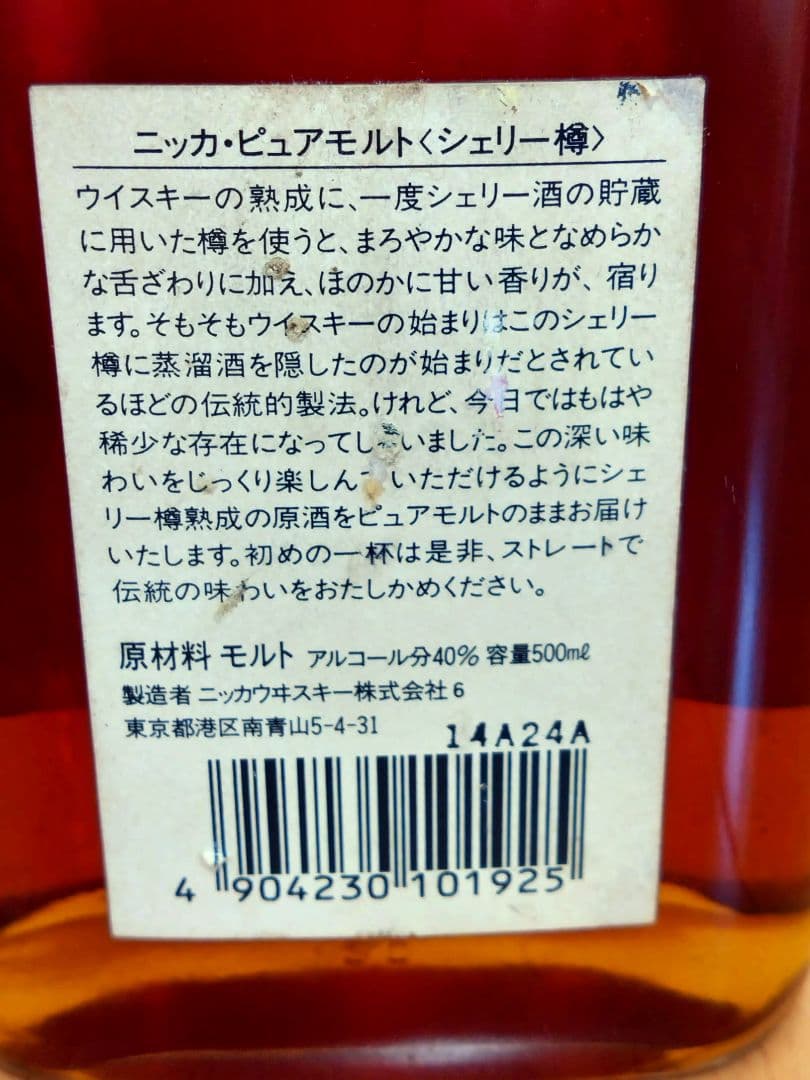 ニッカ・ピュアモルト〈シェリー樽〉
ウイスキーの熟成に、一度シェリー酒の貯蔵
に用いた樽を使うと、まろやかな味となめらか
な舌ざわりに加え、ほのかに甘い香りが、宿り
ます。そもそもウイスキーの始まりはこのシェリー
樽に蒸溜酒を隠したのが始まりだとされてい
るほどの伝統的製法。けれど、今日ではもはや
稀少な存在になってしまいました。この深い味
わいをじっくり楽しんでいただけるようにシェ
リー樽熟成の原酒をピュアモルトのままお届け
いたします。初めの一杯は是非、ストレートで
伝統の味わいをおたしかめください。
原材料 モルト アルコール分40% 容量500mℓ
製造者 ニッカウヰスキー株式会社 6
東京都港区南青山5-4-31
14A24A
4 904230 101925